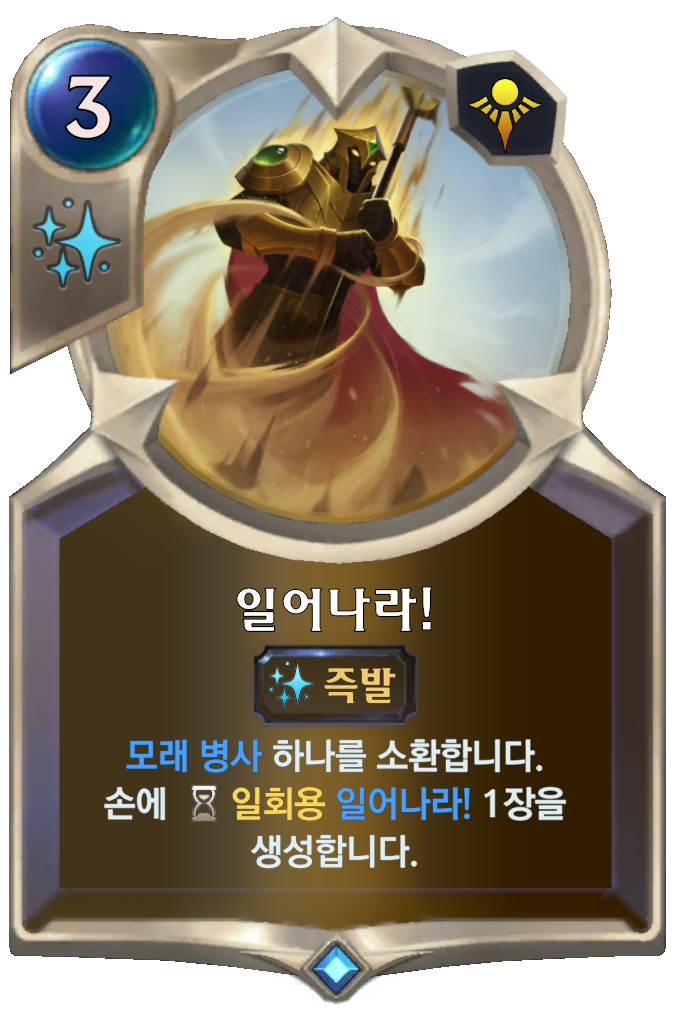 3
일어나라!
즉발
모래 병사 하나를 소환합니다.
손에 일회용 일어나라! 1장을
생성합니다.